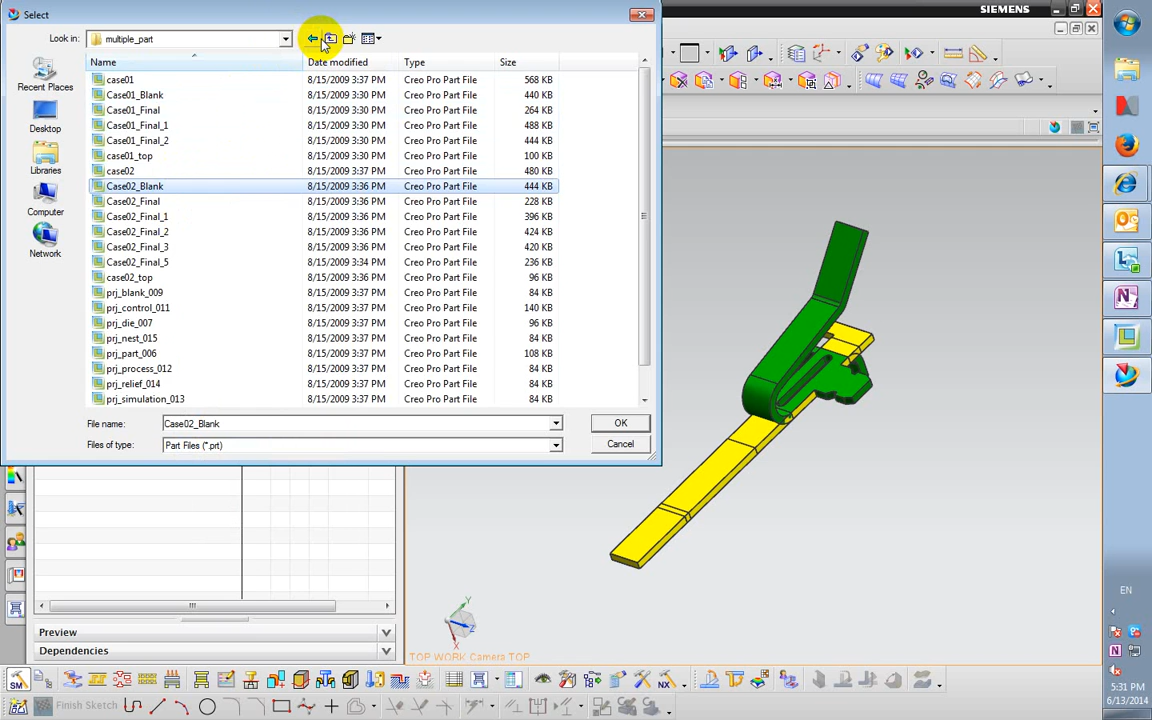 Select
SIEMENS
Look in:
multiple_part
Name
Date modified
Type
Size
case01 8/15/2009 3:37 PM Creo Pro Part File 568 KB
Case01_Blank 8/15/2009 3:30 PM Creo Pro Part File 440 KB
Case01_Final 8/15/2009 3:30 PM Creo Pro Part File 264 KB
Case01_Final_1 8/15/2009 3:30 PM Creo Pro Part File 488 KB
Case01_Final_2 8/15/2009 3:30 PM Creo Pro Part File 444 KB
case01_top 8/15/2009 3:30 PM Creo Pro Part File 100 KB
case02 8/15/2009 3:37 PM Creo Pro Part File 480 KB
Case02_Blank 8/15/2009 3:36 PM Creo Pro Part File 444 KB
Case02_Final 8/15/2009 3:36 PM Creo Pro Part File 228 KB
Case02_Final_1 8/15/2009 3:36 PM Creo Pro Part File 396 KB
Case02_Final_2 8/15/2009 3:36 PM Creo Pro Part File 424 KB
Case02_Final_3 8/15/2009 3:36 PM Creo Pro Part File 420 KB
Case02_Final_5 8/15/2009 3:34 PM Creo Pro Part File 236 KB
case02_top 8/15/2009 3:36 PM Creo Pro Part File 96 KB
prj_blank_009 8/15/2009 3:37 PM Creo Pro Part File 84 KB
prj_control_011 8/15/2009 3:37 PM Creo Pro Part File 140 KB
prj_die_007 8/15/2009 3:37 PM Creo Pro Part File 96 KB
prj_nest_015 8/15/2009 3:37 PM Creo Pro Part File 84 KB
prj_part_006 8/15/2009 3:37 PM Creo Pro Part File 108 KB
prj_process_012 8/15/2009 3:37 PM Creo Pro Part File 84 KB
prj_relief_014 8/15/2009 3:37 PM Creo Pro Part File 84 KB
prj_simulation_013 8/15/2009 3:37 PM Creo Pro Part File 84 KB
Recent Places
Desktop
Libraries
Computer
Network
File name: Case02_Blank
OK
Files of type: Part Files (*.prt)
Cancel
Preview
Dependencies
Y
Z
X
TOP WORK Camera TOP
SM
NX
Finish Sketch
EN
5:31 PM
6/13/2014